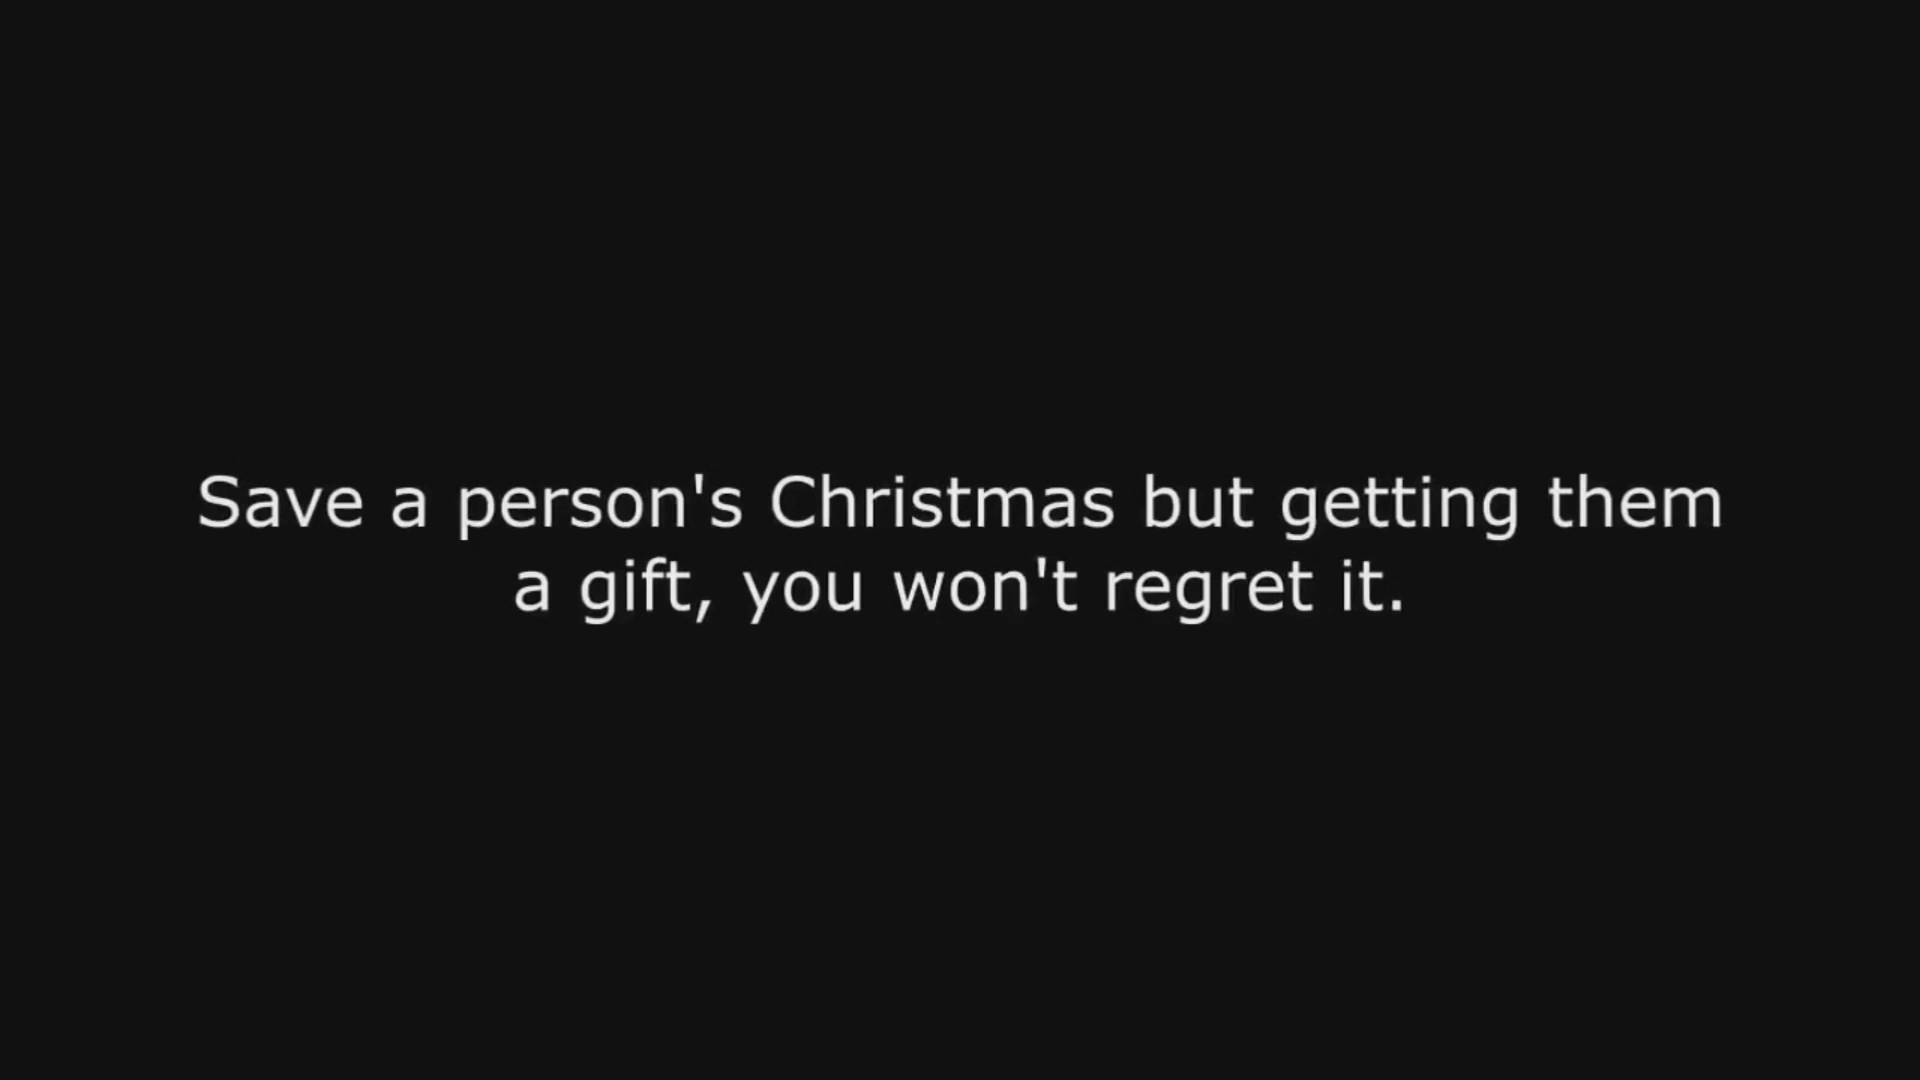 Save a person's Christmas but getting them
a gift, you won't regret it.